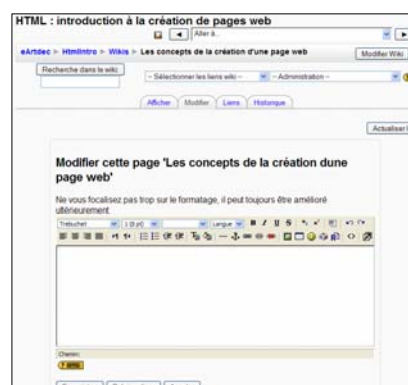 HTML : introduction à la création de pages web
Aller à...
eArtdec ► HtmlIntro ► Wikis ► Les concepts de la création d'une page web
Modifier Wiki
Recherche dans le wiki
-- Sélectionner les liens wiki --
-- Administration --
Afficher Modifier Liens Historique
Actualiser
Modifier cette page 'Les concepts de la création dune
page web'
Ne vous focalisez pas trop sur le formatage, il peut toujours être amélioré
ultérieurement.
Trebuchet 1 (8 pt) Langue B I U S
Chemin: